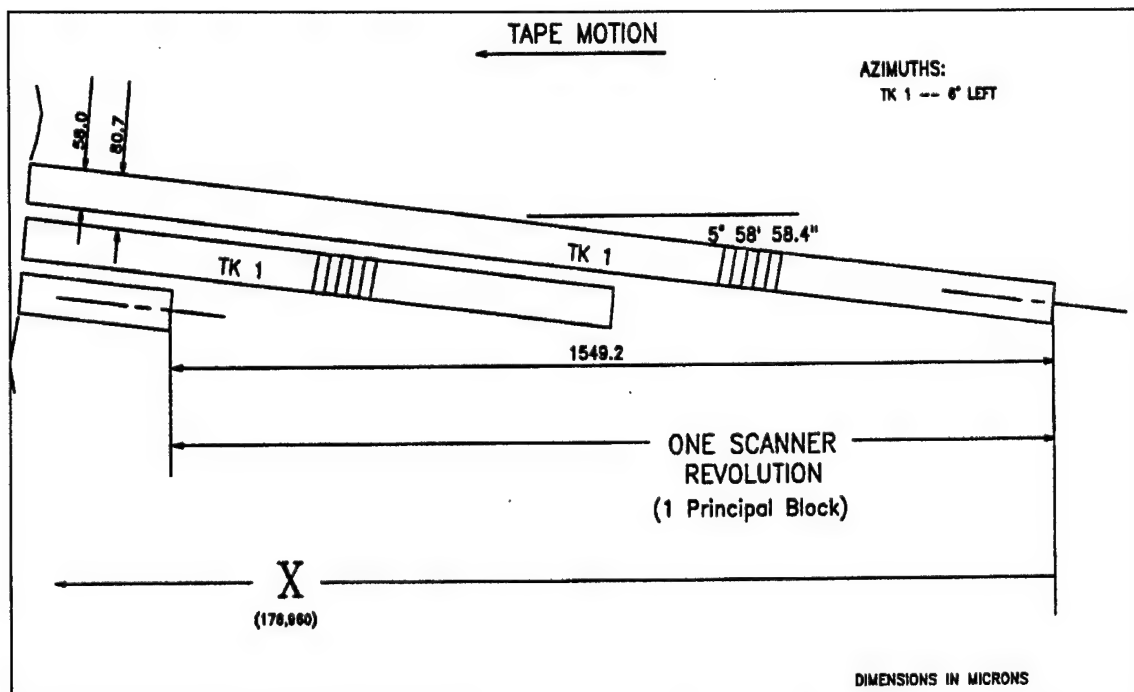 TAPE MOTION
AZIMUTHS:
TK 1 -- 6° LEFT
58.0
80.7
5° 58' 58.4"
TK 1
TK 1
1549.2
ONE SCANNER
REVOLUTION
(1 Principal Block)
X
(178,960)
DIMENSIONS IN MICRONS